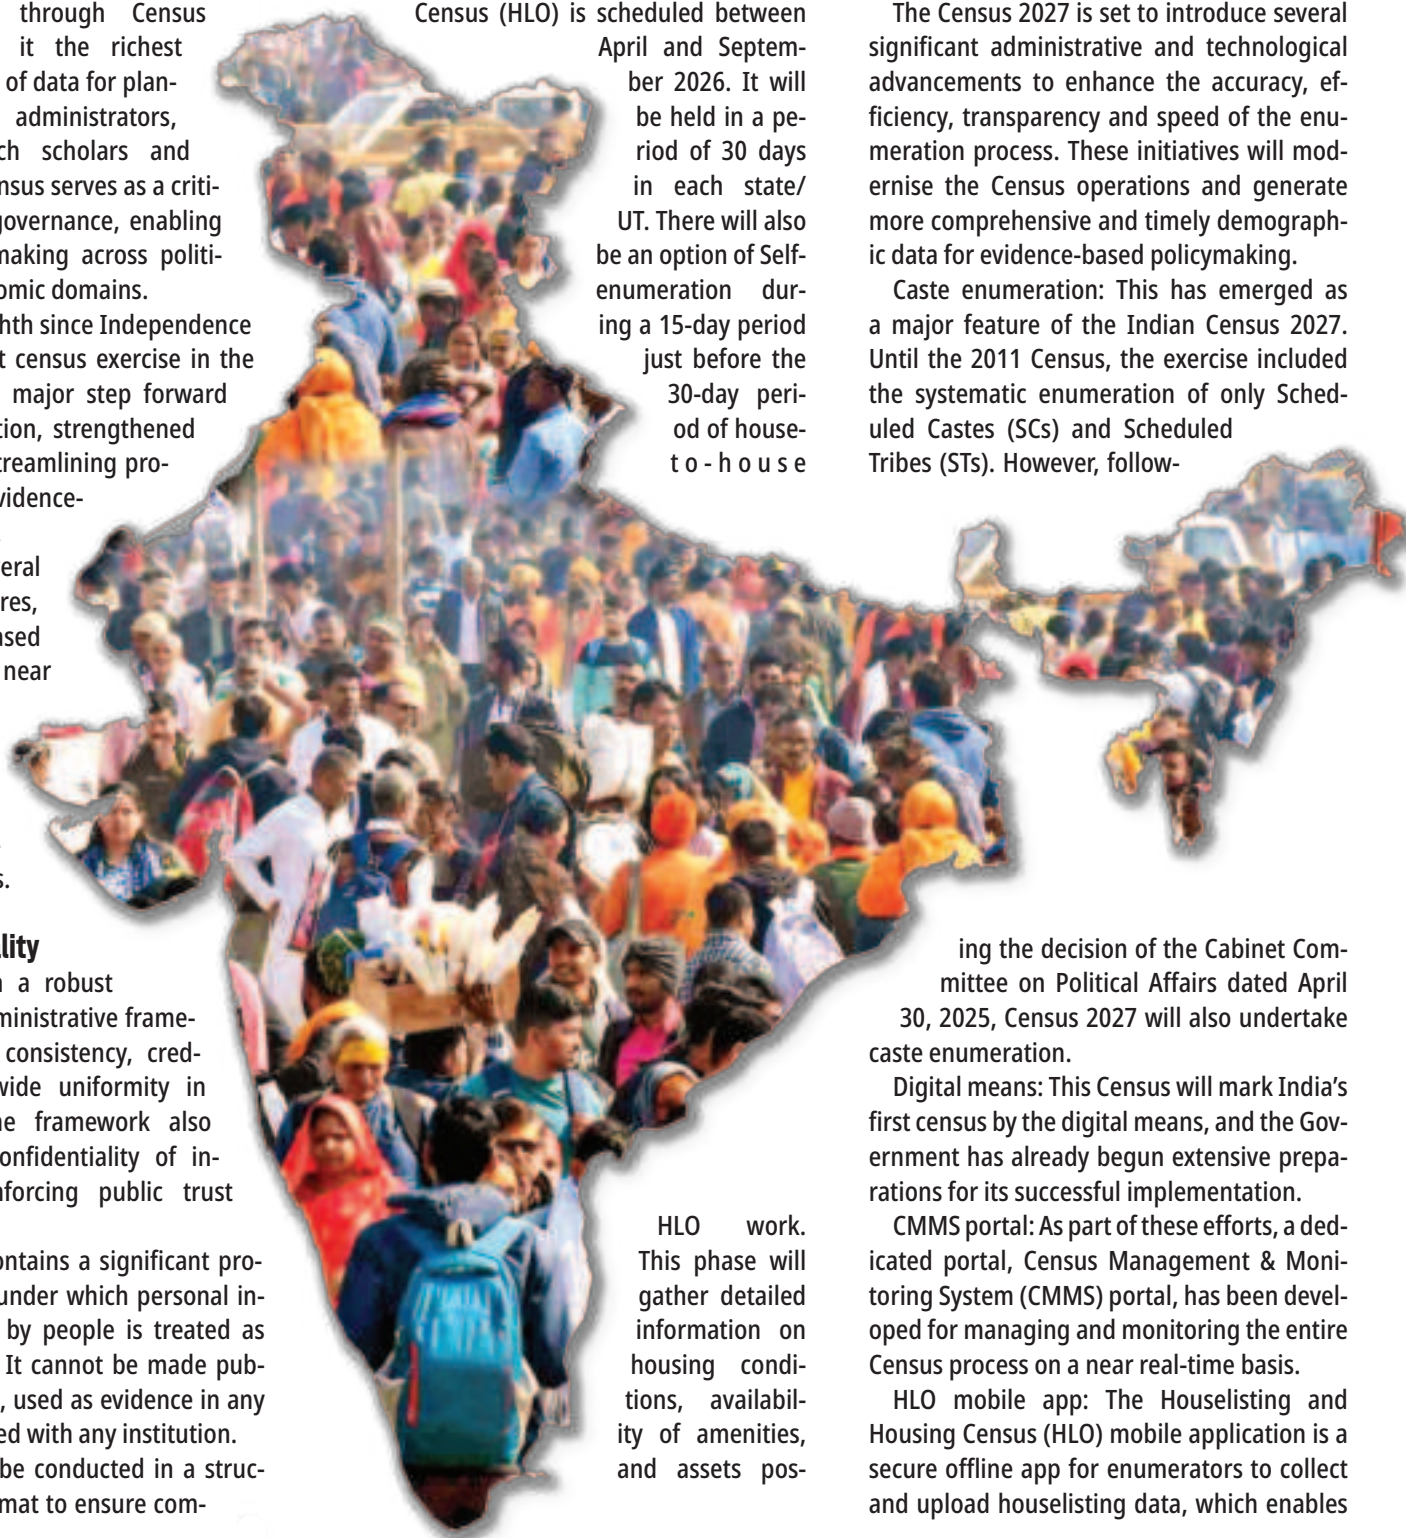 through Census
it the richest
of data for plan-
administrators,
ch scholars and
nsus serves as a criti-
governance, enabling
making across politi-
omic domains.
hth since Independence
t census exercise in the
major step forward
tion, strengthened
treamlining pro-
vidence-
eral
res,
ased
near
s.
lity
a robust
ministrative frame-
consistency, cred-
wide uniformity in
ne framework also
onfidentiality of in-
nforcing public trust
ontains a significant pro-
under which personal in-
by people is treated as
It cannot be made pub-
, used as evidence in any
ed with any institution.
be conducted in a struc-
mat to ensure com-
Census (HLO) is scheduled between
April and Septem-
ber 2026. It will
be held in a pe-
riod of 30 days
in each state/
UT. There will also
be an option of Self-
enumeration dur-
ing a 15-day period
just before the
30-day peri-
od of house-
to-house
HLO work.
This phase will
gather detailed
information on
housing condi-
tions, availabil-
ity of amenities,
and assets pos-
The Census 2027 is set to introduce several
significant administrative and technological
advancements to enhance the accuracy, ef-
ficiency, transparency and speed of the enu-
meration process. These initiatives will mod-
ernise the Census operations and generate
more comprehensive and timely demograph-
ic data for evidence-based policymaking.
Caste enumeration: This has emerged as
a major feature of the Indian Census 2027.
Until the 2011 Census, the exercise included
the systematic enumeration of only Sched-
uled Castes (SCs) and Scheduled
Tribes (STs). However, follow-
ing the decision of the Cabinet Com-
mittee on Political Affairs dated April
30, 2025, Census 2027 will also undertake
caste enumeration.
Digital means: This Census will mark India's
first census by the digital means, and the Gov-
ernment has already begun extensive prepa-
rations for its successful implementation.
CMMS portal: As part of these efforts, a ded-
icated portal, Census Management & Moni-
toring System (CMMS) portal, has been devel-
oped for managing and monitoring the entire
Census process on a near real-time basis.
HLO mobile app: The Houselisting and
Housing Census (HLO) mobile application is a
secure offline app for enumerators to collect
and upload houselisting data, which enables